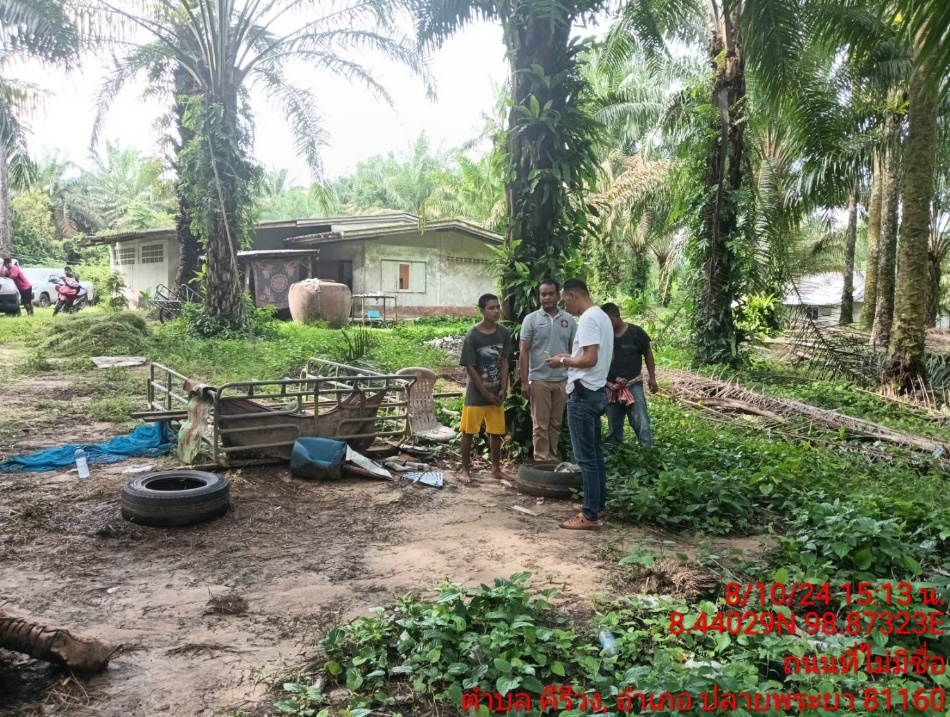 8/10/24 15:13 น.
8.44029N 98.87323E
ถนนที่ไม่มีชื่อ
ตำบล คีรีวง, อำเภอ ปลายพระยา 81160